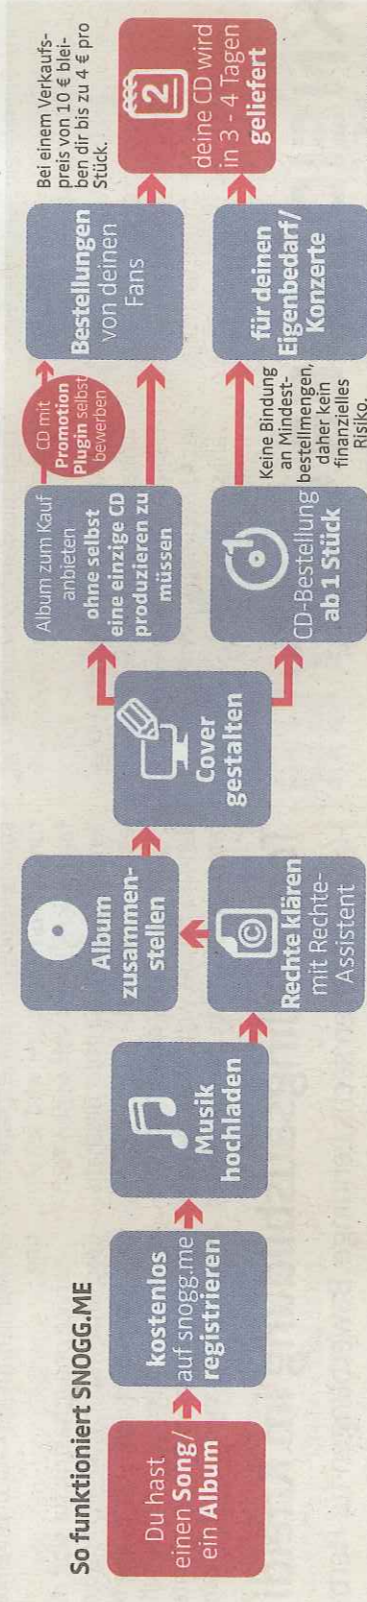 So funktioniert SNOGG.ME
Du hast
einen Song/
ein Album
kostenlos
auf snogg.me
registrieren
Musik
hochladen
Rechte klären
mit Rechte-
Assistent
Album
zusammen-
stellen
Cover
gestalten
Album zum Kauf
anbieten
ohne selbst
eine einzige CD
produzieren zu
müssen
CD mit
Promotion
Plugin selbst
bewerben
Bestellungen
von deinen
Fans
Bei einem Verkaufs-
preis von 10 € blei-
ben dir bis zu 4 € pro
Stück.
CD-Bestellung
ab 1 Stück
Keine Bindung
an Mindest-
bestellmengen,
daher kein
finanzielles
Risiko.
für deinen
Eigenbedarf/
Konzerte
2
deine CD wird
in 3 - 4 Tagen
geliefert